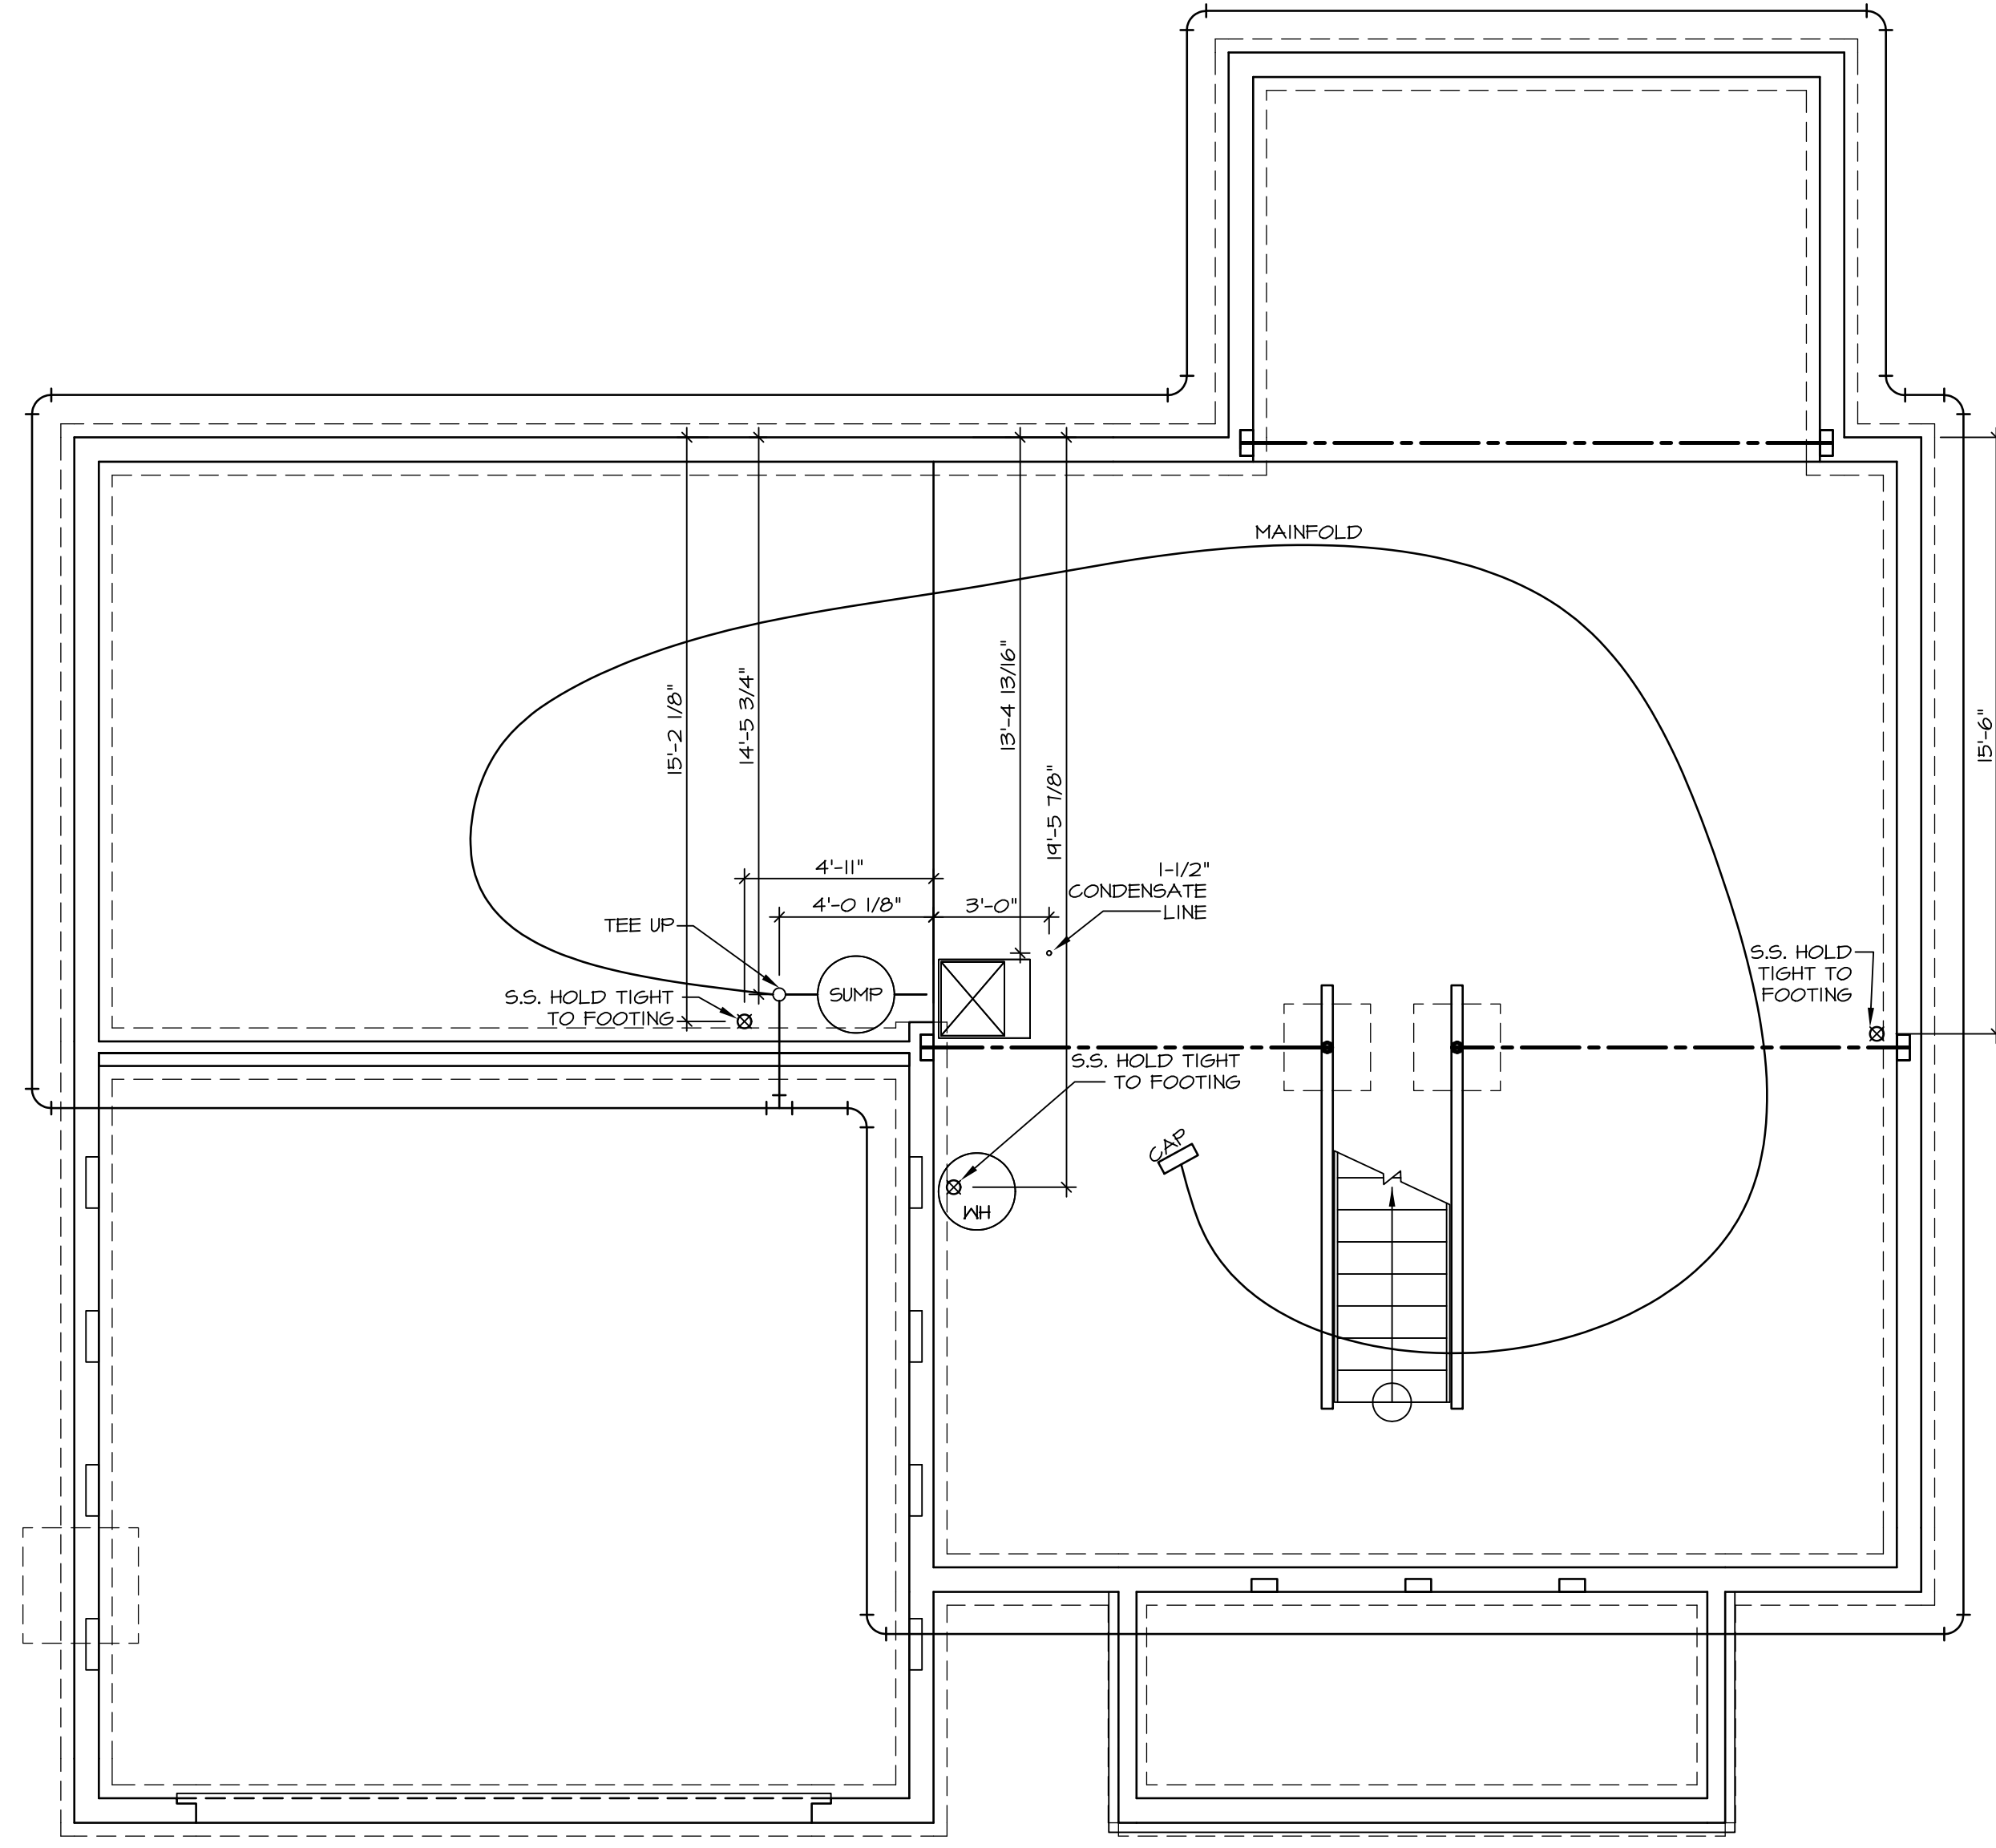 MAINFOLD
15'-2 1/8"
14'-5 3/4"
13'-4 13/16"
19'-5 7/8"
15'-6"
4'-11"
4'-0 1/8"
3'-0"
1-1/2"
CONDENSATE
LINE
TEE UP
S.S. HOLD TIGHT
TO FOOTING
SUMP
S.S. HOLD
TIGHT TO
FOOTING
S.S. HOLD TIGHT
TO FOOTING
CAP
WH